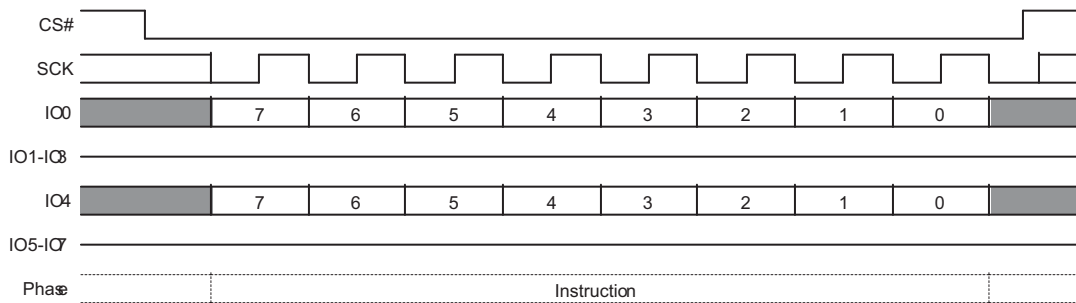 CS#
SCK
IO0 7 6 5 4 3 2 1 0
IO1-IO3
IO4 7 6 5 4 3 2 1 0
IO5-IO7
Phase Instruction